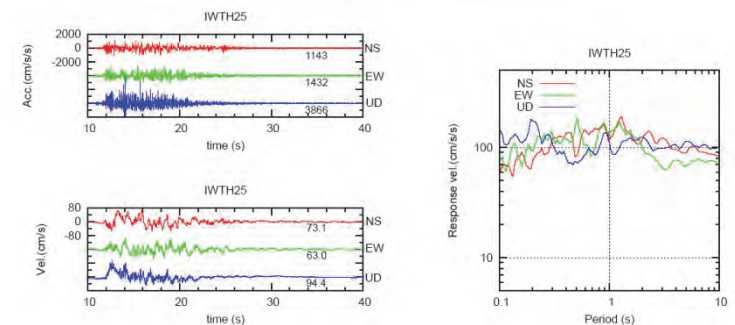 IWTH25
2000
0
-2000
Acc.(cm/s/s)
NS
1143
EW
1432
UD
3866
10 20 30 40
time (s)
IWTH25
80
0
-80
Vel.(cm/s)
NS
73.1
EW
63.0
UD
94.4
10 20 30 40
time (s)
IWTH25
NS
EW
UD
100
10
Response vel.(cm/s/s)
0.1 1 10
Period (s)